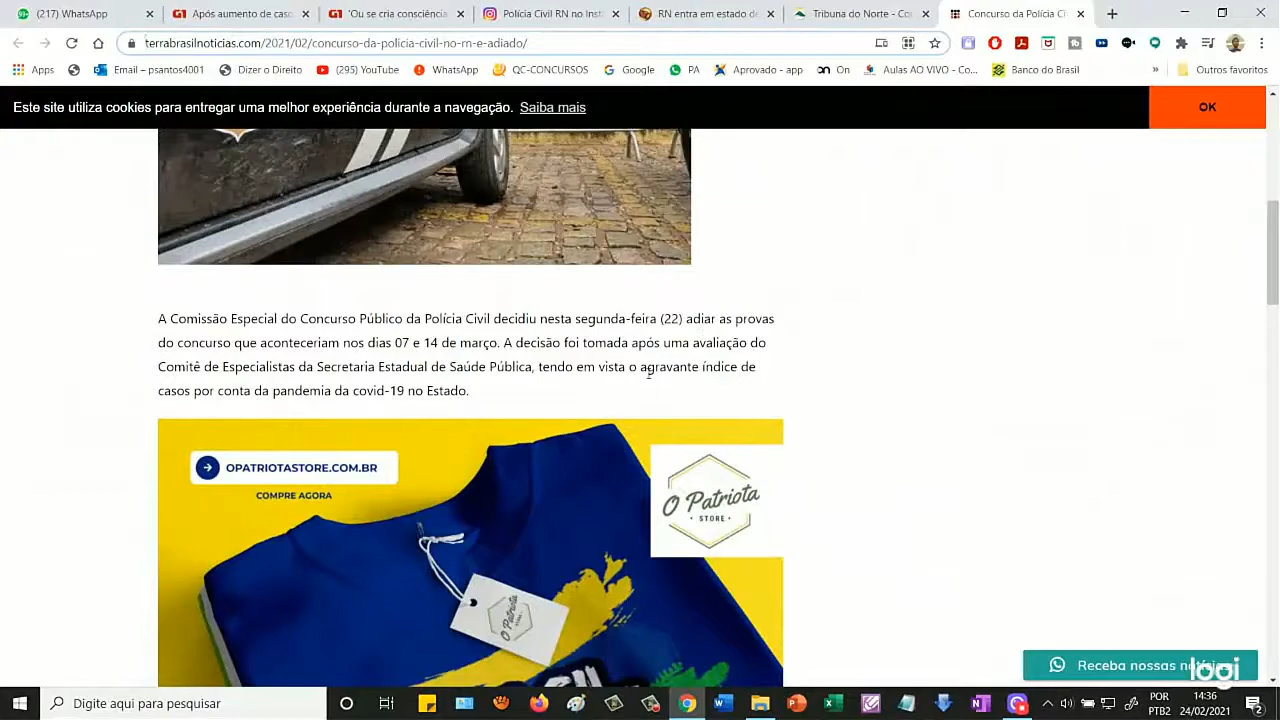 (217) WhatsApp
Após aumento de caso
"Ou se cria consciênci
Polícia Civil RN no Inst
RN entra em estado de
Tribuna do Norte - Co
Concurso da Polícia Ci
terrabrasilnoticias.com/2021/02/concurso-da-policia-civil-no-rn-e-adiado/
Apps
Email – psantos4001
Dizer o Direito
(295) YouTube
WhatsApp
QC-CONCURSOS
Google
PA
Aprovado - app
On
Aulas AO VIVO - Co...
Banco do Brasil
»
Outros favoritos
Este site utiliza cookies para entregar uma melhor experiência durante a navegação. Saiba mais
OK
A Comissão Especial do Concurso Público da Polícia Civil decidiu nesta segunda-feira (22) adiar as provas
do concurso que aconteceriam nos dias 07 e 14 de março. A decisão foi tomada após uma avaliação do
Comitê de Especialistas da Secretaria Estadual de Saúde Pública, tendo em vista o agravante índice de
casos por conta da pandemia da covid-19 no Estado.
OPATRIOTASTORE.COM.BR
COMPRE AGORA
O Patriota
• STORE •
O Patriota
Receba nossas
logi
Digite aqui para pesquisar
POR
PTB2
14:36
24/02/2021
2